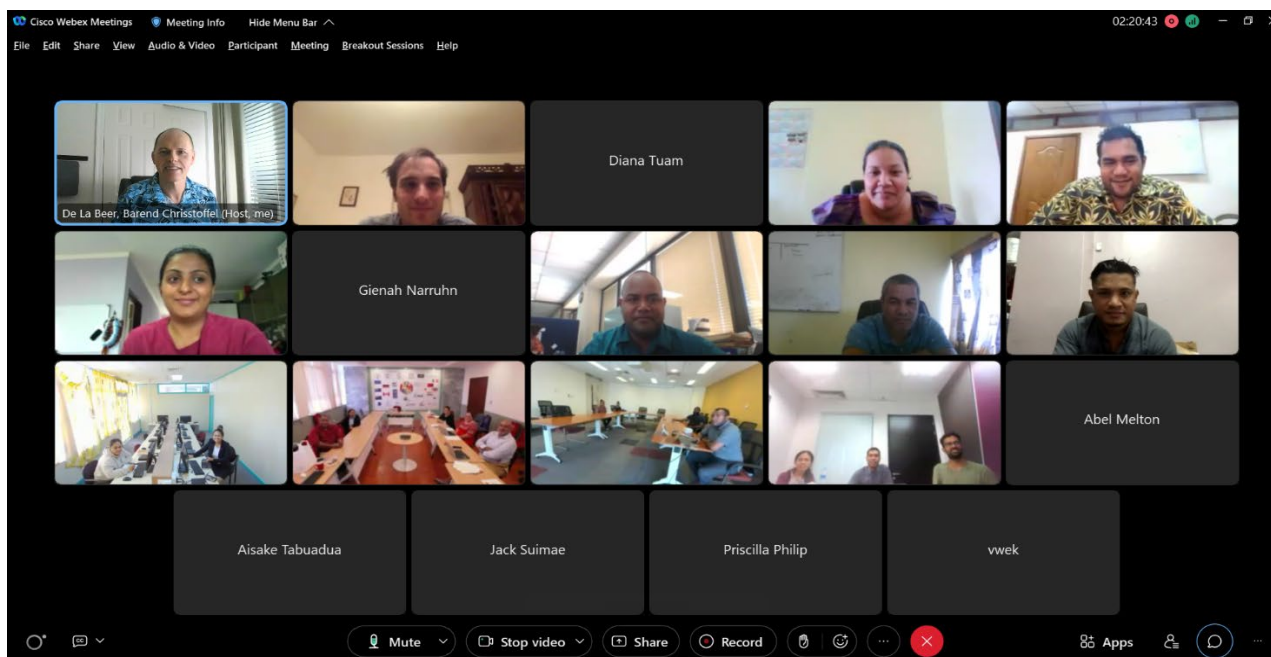 Cisco Webex Meetings Meeting Info Hide Menu Bar 02:20:43
File Edit Share View Audio & Video Participant Meeting Breakout Sessions Help
De La Beer, Barend Chrisstoffel (Host, me)
Diana Tuam
Gienah Narruhn
Abel Melton
Aisake Tabuadua
Jack Suimae
Priscilla Philip
vwek
CC Mute Stop video Share Record Apps